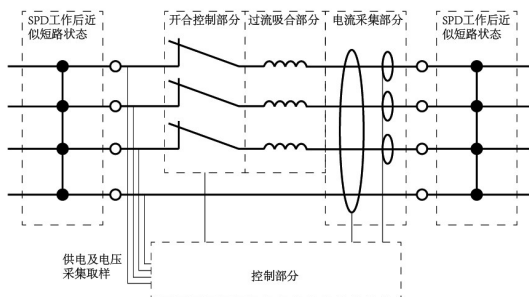 SPD工作后近
似短路状态
开合控制部分
过流吸合部分
电流采集部分
SPD工作后近
似短路状态
供电及电压
采集取样
控制部分